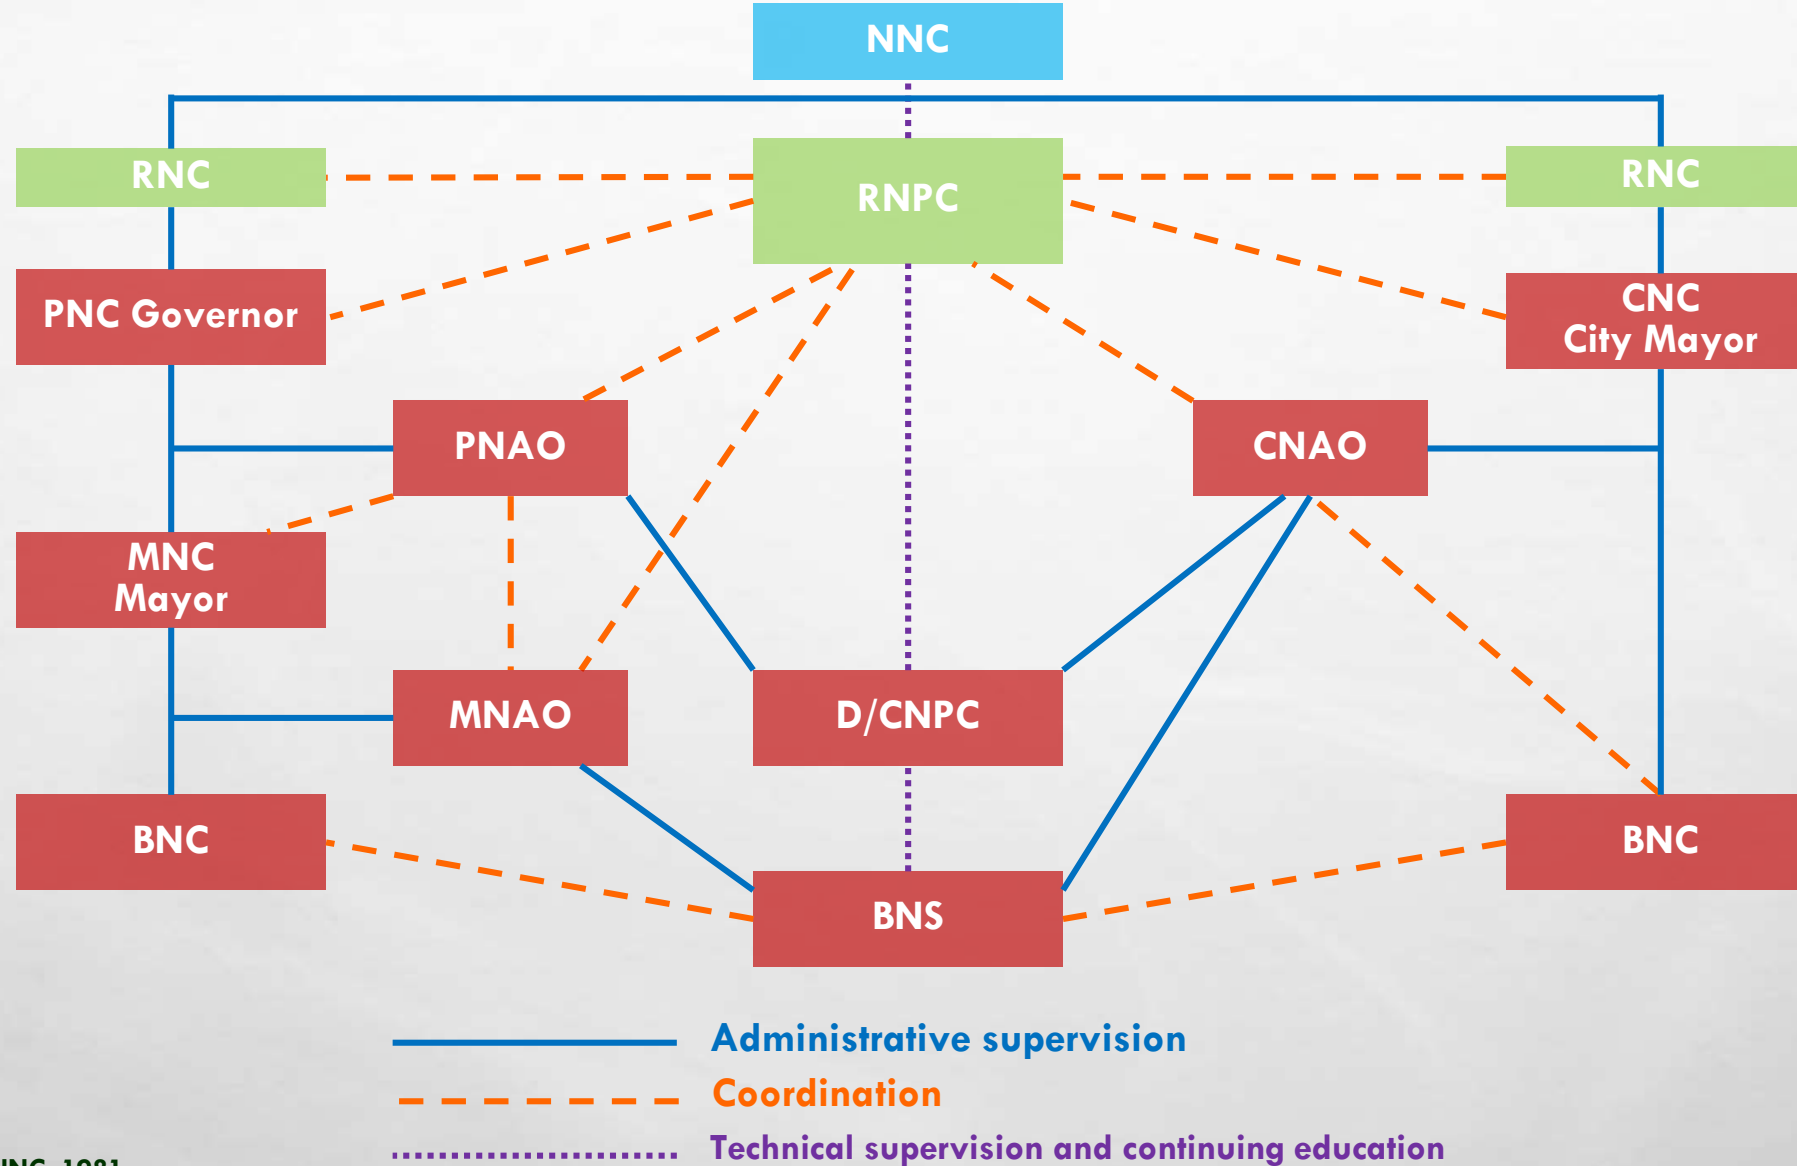 NNC
RNC
RNPC
RNC
PNC Governor
CNC
City Mayor
PNAO
CNAO
MNC
Mayor
MNAO
D/CNPC
BNC
BNC
BNS
Administrative supervision
Coordination
Technical supervision and continuing education
1981